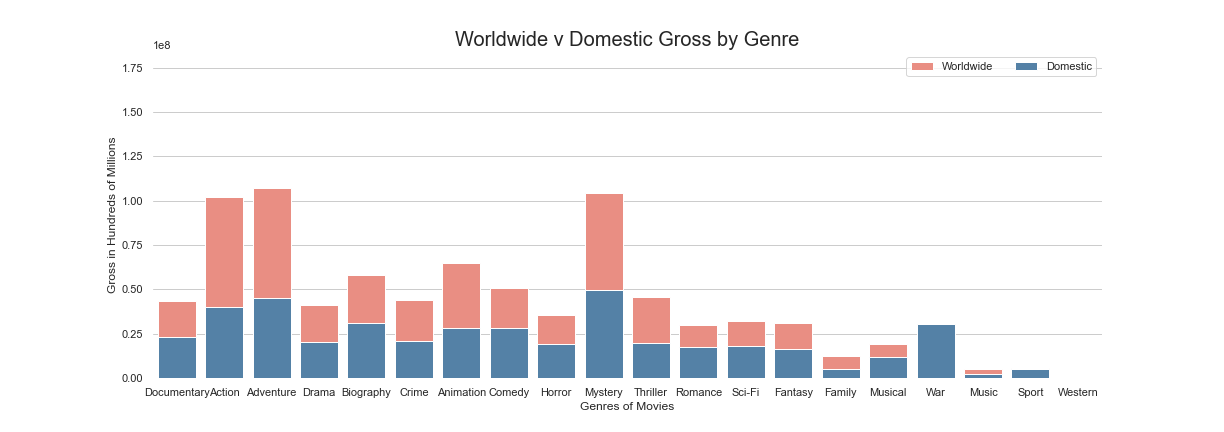 Worldwide v Domestic Gross by Genre
1e8
Worldwide Domestic
1.75
1.50
1.25
1.00
0.75
0.50
0.25
0.00
Gross in Hundreds of Millions
Documentary Action Adventure Drama Biography Crime Animation Comedy Horror Mystery Thriller Romance Sci-Fi Fantasy Family Musical War Music Sport Western
Genres of Movies